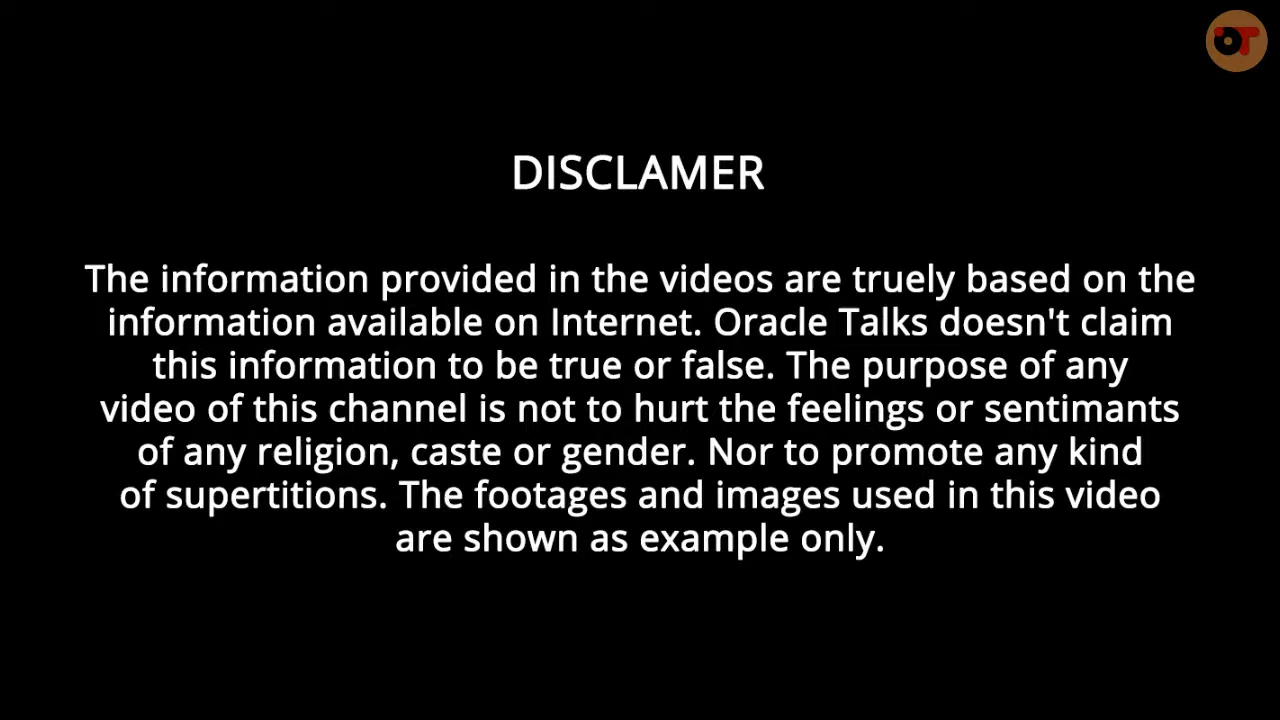 DISCLAMER
The information provided in the videos are truely based on the
information available on Internet. Oracle Talks doesn't claim
this information to be true or false. The purpose of any
video of this channel is not to hurt the feelings or sentimants
of any religion, caste or gender. Nor to promote any kind
of supertitions. The footages and images used in this video
are shown as example only.